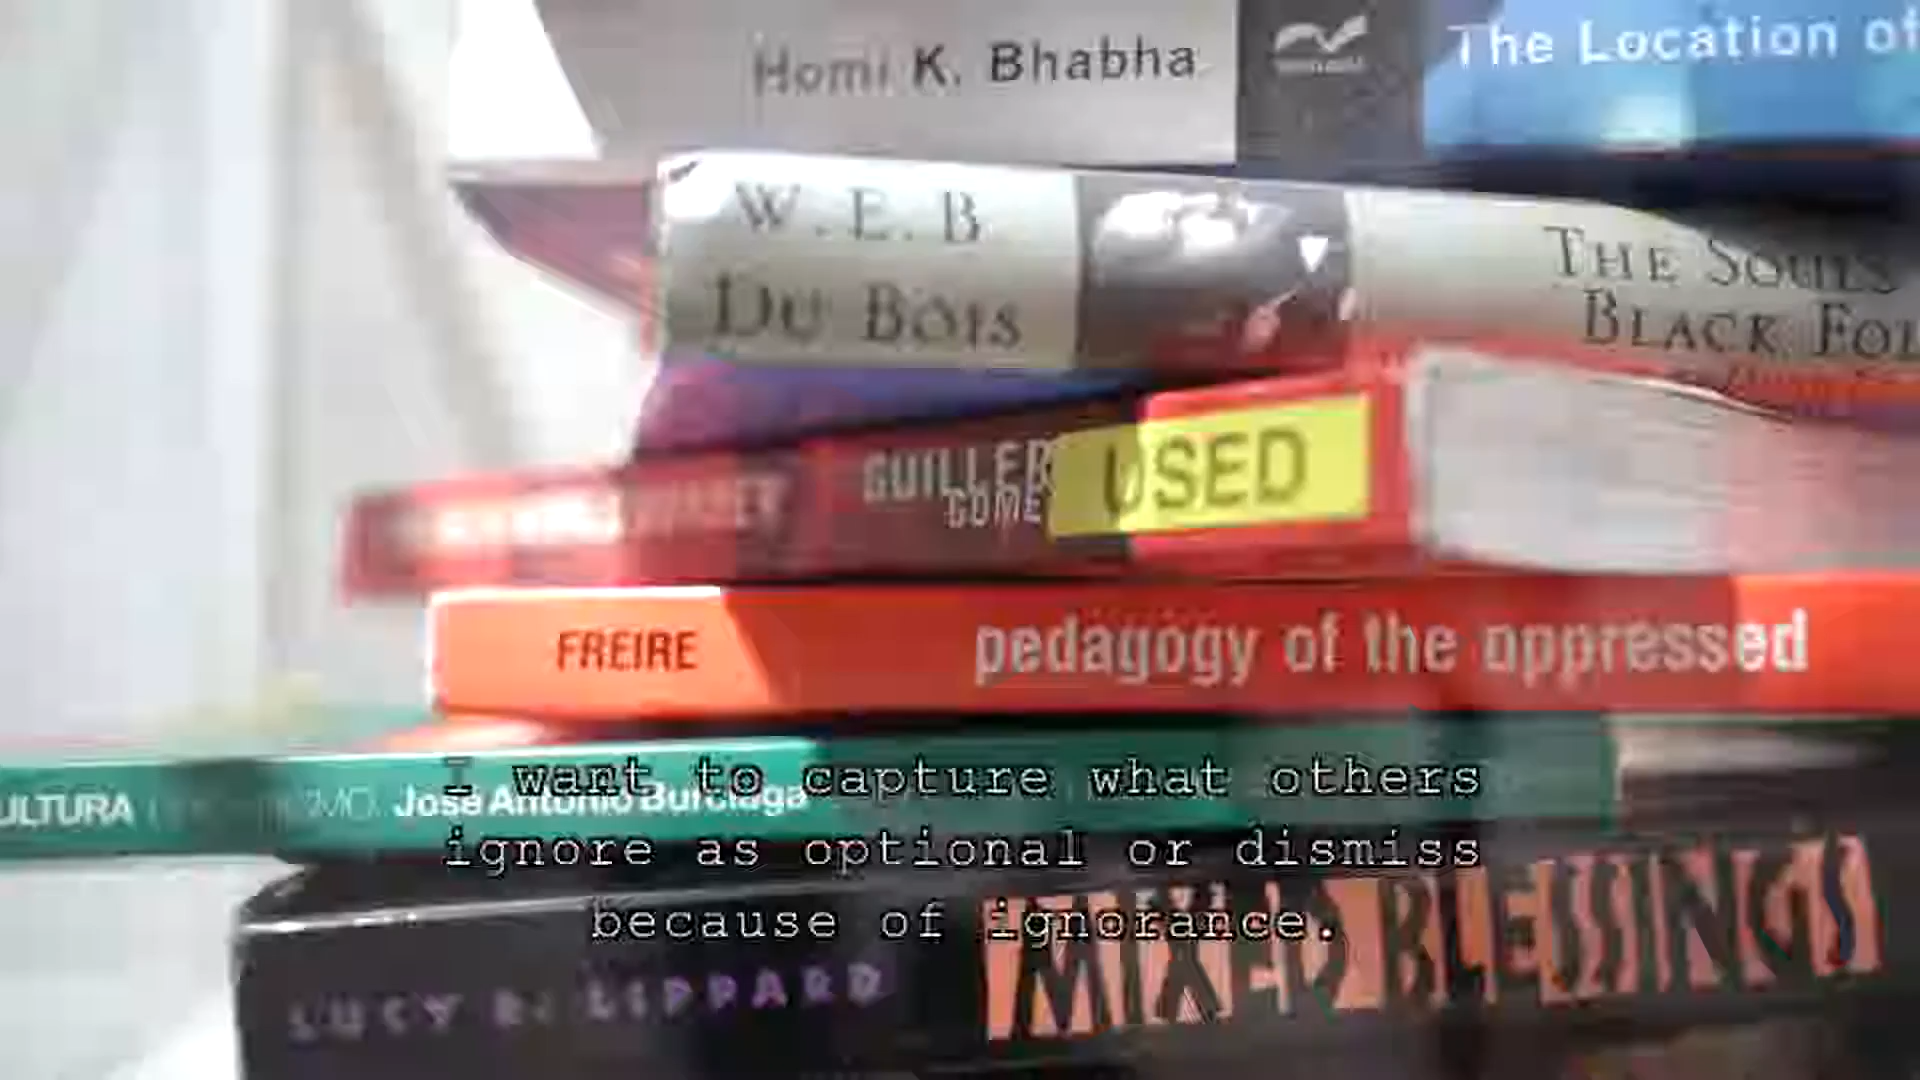 Homi K. Bhabha
The Location of
W. E. B
Du Bois
The Souls
Black Fol
GUILLER
GOME
USED
FREIRE
pedagogy of the oppressed
ULTURA
José Antonio Burciaga
I want to capture what others
ignore as optional or dismiss
because of ignorance.
LUCY R. LIPPARD
MIXED BLESSINGS